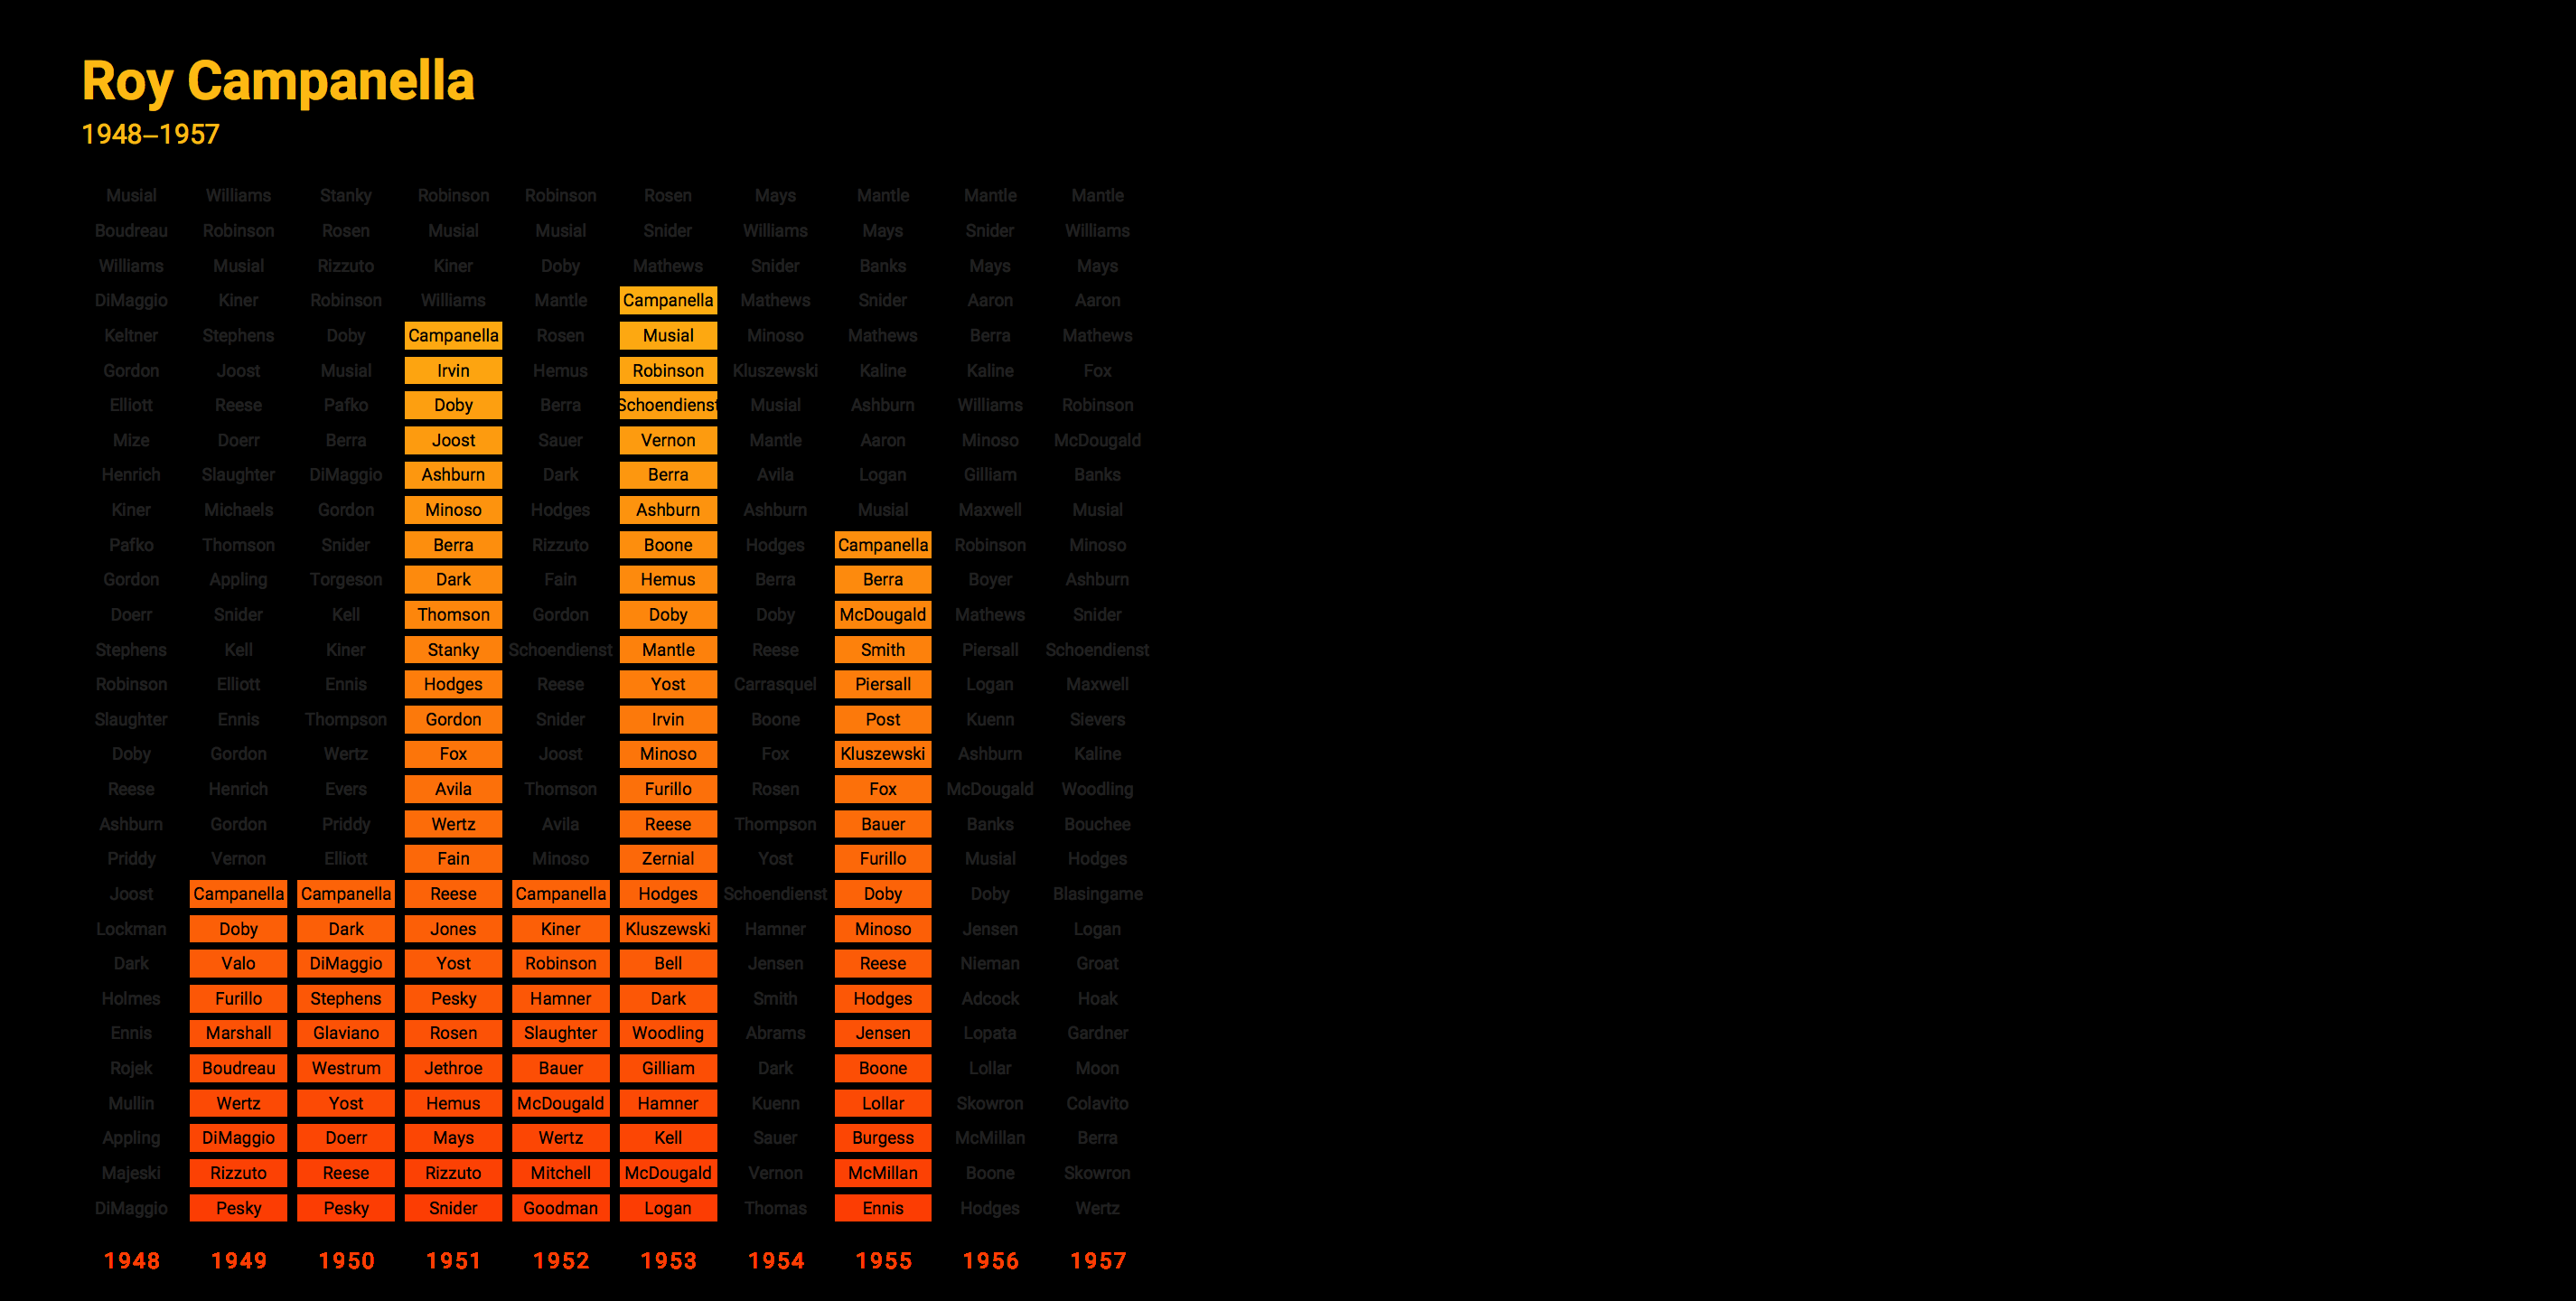 Roy Campanella
1948–1957
Musial Williams Stanky Robinson Robinson Rosen Mays Mantle Mantle Mantle
Boudreau Robinson Rosen Musial Musial Snider Williams Mays Snider Williams
Williams Musial Rizzuto Kiner Doby Mathews Snider Banks Mays Mays
DiMaggio Kiner Robinson Williams Mantle Campanella Mathews Snider Aaron Aaron
Keltner Stephens Doby Campanella Rosen Musial Minoso Mathews Berra Mathews
Gordon Joost Musial Irvin Hemus Robinson Kluszewski Kaline Kaline Fox
Elliott Reese Pafko Doby Berra Schoendienst Musial Ashburn Williams Robinson
Mize Doerr Berra Joost Sauer Vernon Mantle Aaron Minoso McDougald
Henrich Slaughter DiMaggio Ashburn Dark Berra Avila Logan Gilliam Banks
Kiner Michaels Gordon Minoso Hodges Ashburn Ashburn Musial Maxwell Musial
Pafko Thomson Snider Berra Rizzuto Boone Hodges Campanella Robinson Minoso
Gordon Appling Torgeson Dark Fain Hemus Berra Berra Boyer Ashburn
Doerr Snider Kell Thomson Gordon Doby Doby McDougald Mathews Snider
Stephens Kell Kiner Stanky Schoendienst Mantle Reese Smith Piersall Schoendienst
Robinson Elliott Ennis Hodges Reese Yost Carrasquel Piersall Logan Maxwell
Slaughter Ennis Thompson Gordon Snider Irvin Boone Post Kuenn Sievers
Doby Gordon Wertz Fox Joost Minoso Fox Kluszewski Ashburn Kaline
Reese Henrich Evers Avila Thomson Furillo Rosen Fox McDougald Woodling
Ashburn Gordon Priddy Wertz Avila Reese Thompson Bauer Banks Bouchee
Priddy Vernon Elliott Fain Minoso Zernial Yost Furillo Musial Hodges
Joost Campanella Campanella Reese Campanella Hodges Schoendienst Doby Doby Blasingame
Lockman Doby Dark Jones Kiner Kluszewski Hamner Minoso Jensen Logan
Dark Valo DiMaggio Yost Robinson Bell Jensen Reese Nieman Groat
Holmes Furillo Stephens Pesky Hamner Dark Smith Hodges Adcock Hoak
Ennis Marshall Glaviano Rosen Slaughter Woodling Abrams Jensen Lopata Gardner
Rojek Boudreau Westrum Jethroe Bauer Gilliam Dark Boone Lollar Moon
Mullin Wertz Yost Hemus McDougald Hamner Kuenn Lollar Skowron Colavito
Appling DiMaggio Doerr Mays Wertz Kell Sauer Burgess McMillan Berra
Majeski Rizzuto Reese Rizzuto Mitchell McDougald Vernon McMillan Boone Skowron
DiMaggio Pesky Pesky Snider Goodman Logan Thomas Ennis Hodges Wertz
1948 1949 1950 1951 1952 1953 1954 1955 1956 1957